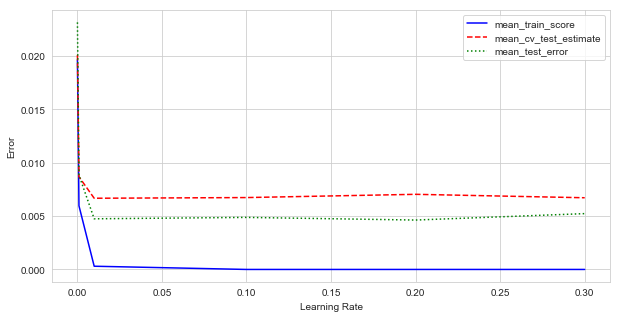 mean_train_score
mean_cv_test_estimate
mean_test_error
Error
0.020
0.015
0.010
0.005
0.000
0.00 0.05 0.10 0.15 0.20 0.25 0.30
Learning Rate